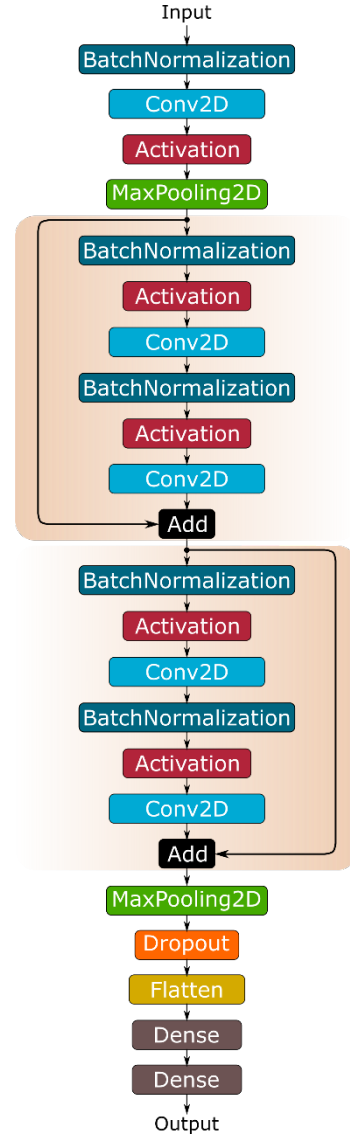 Input
BatchNormalization
Conv2D
Activation
MaxPooling2D
BatchNormalization
Activation
Conv2D
BatchNormalization
Activation
Conv2D
Add
BatchNormalization
Activation
Conv2D
BatchNormalization
Activation
Conv2D
Add
MaxPooling2D
Dropout
Flatten
Dense
Dense
Output